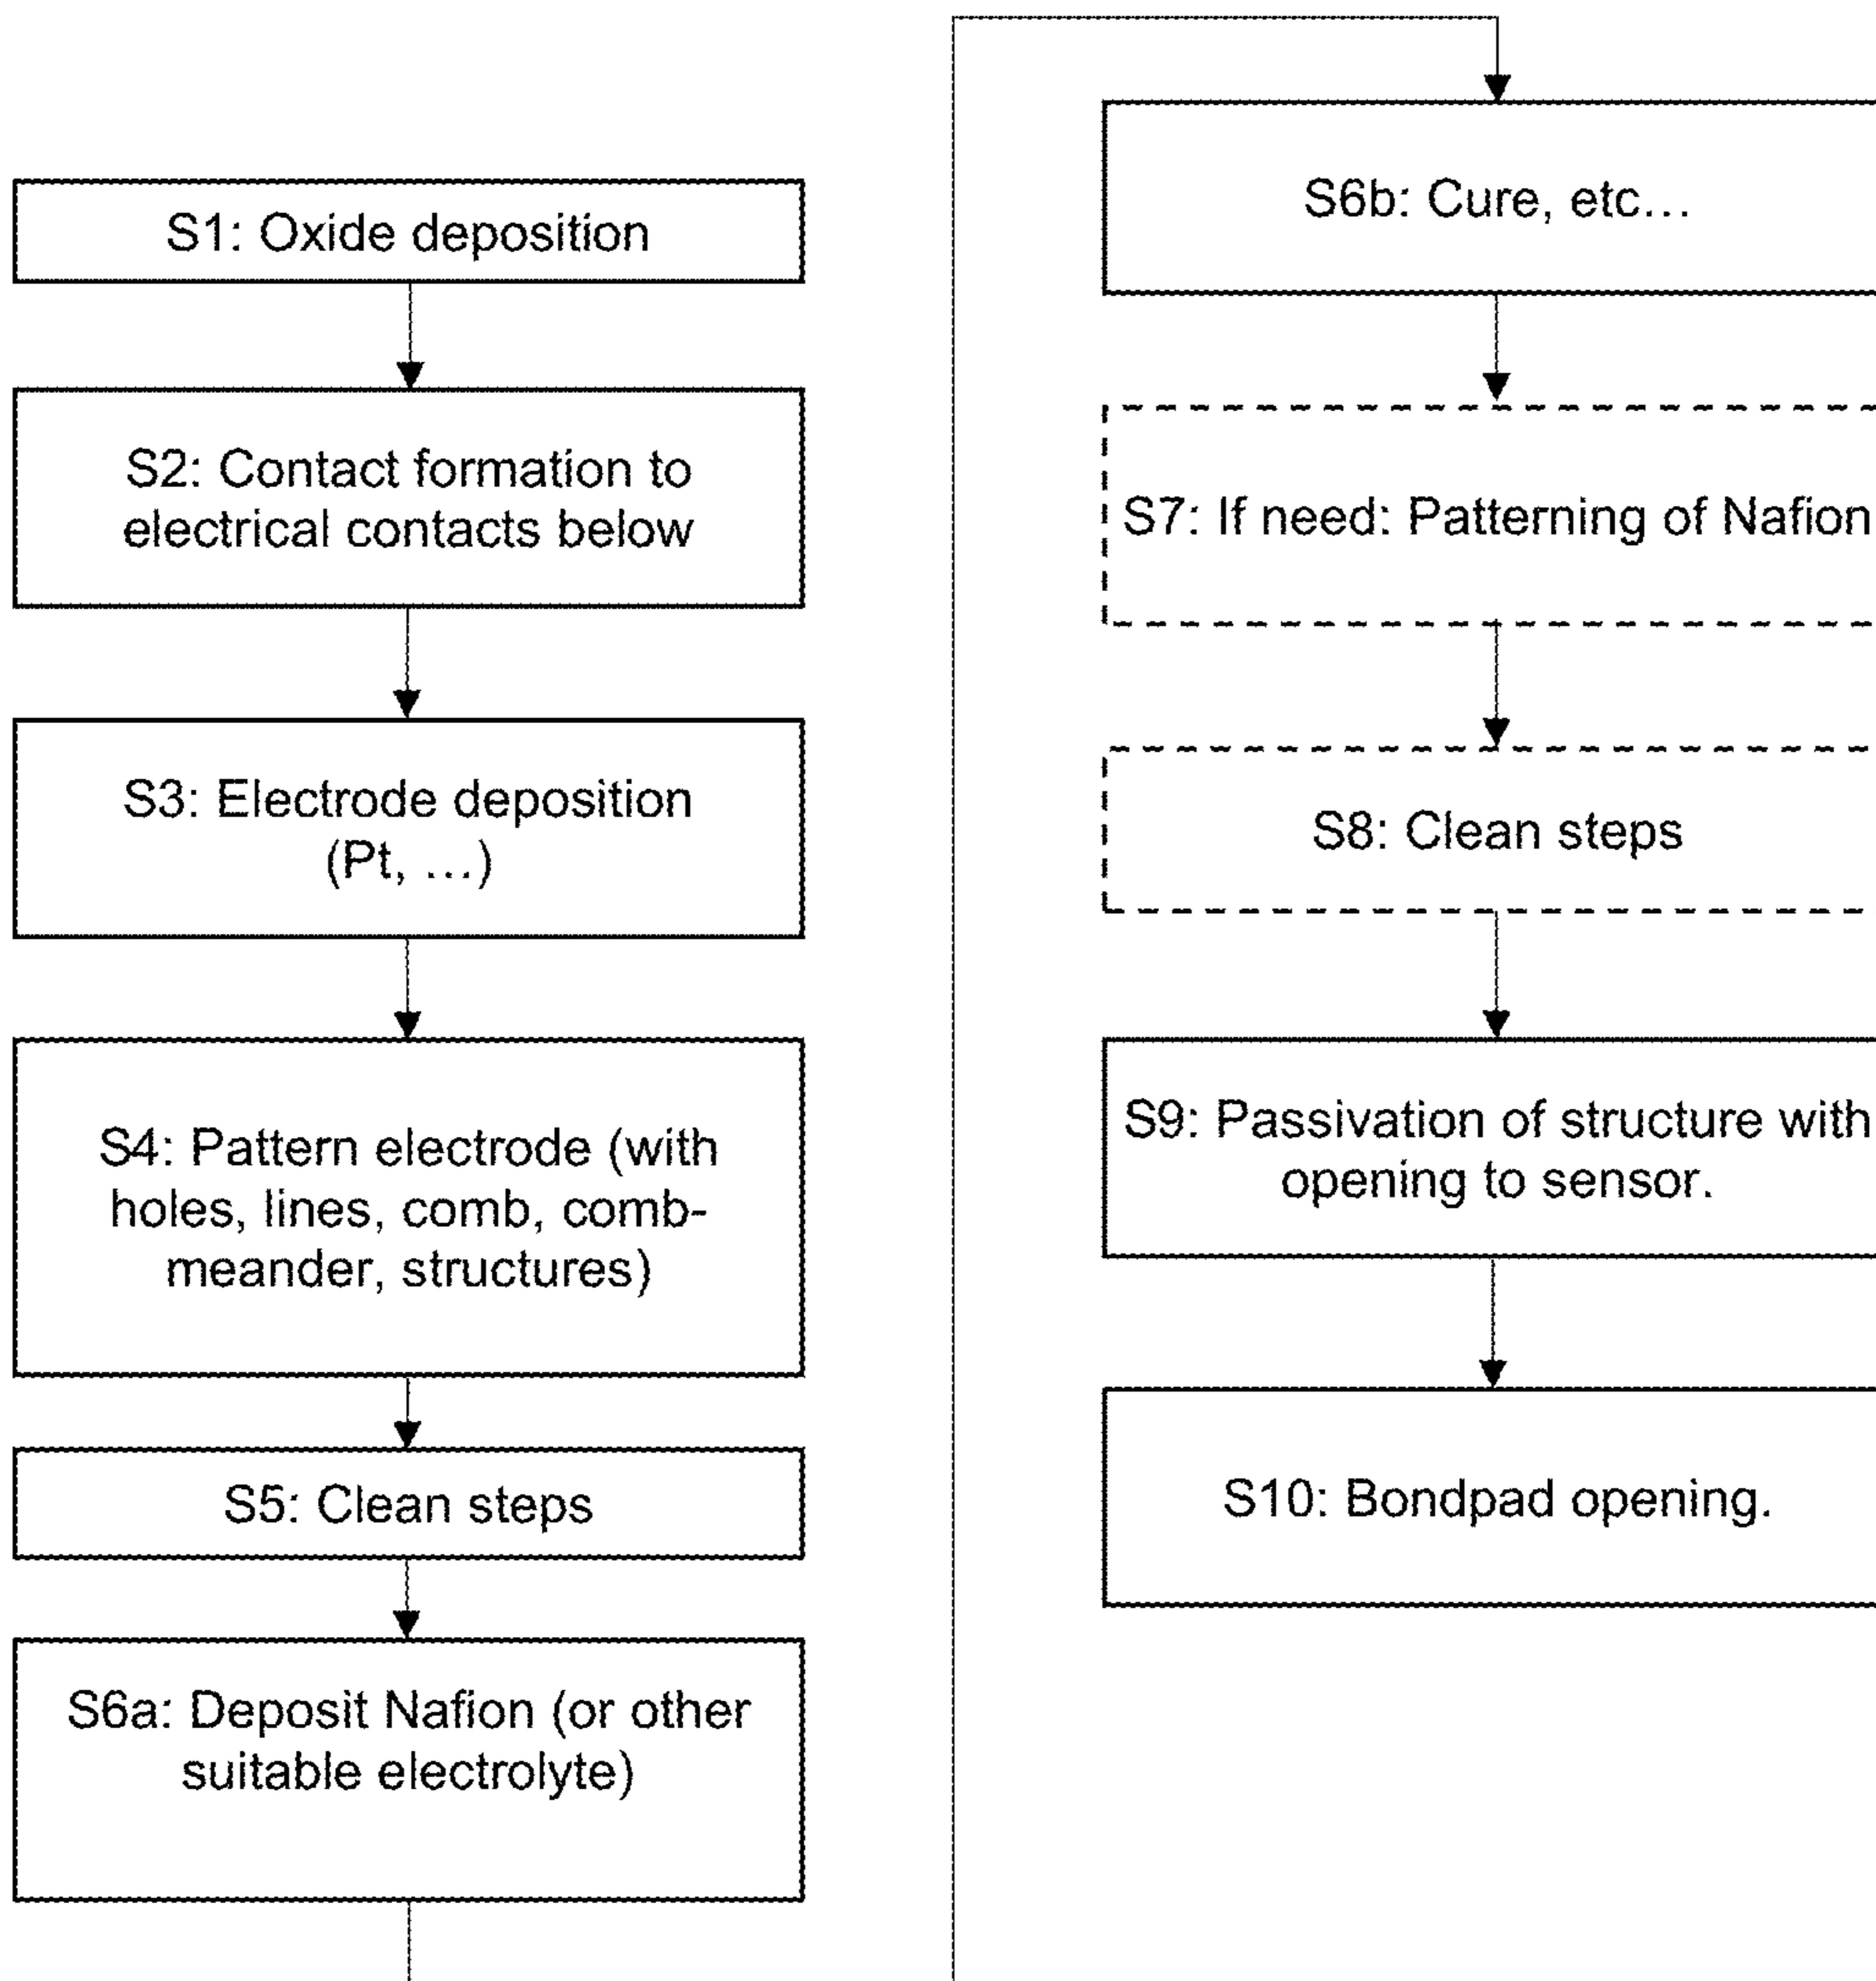 S1: Oxide deposition
S2: Contact formation to
electrical contacts below
S3: Electrode deposition
(Pt, …)
S4: Pattern electrode (with
holes, lines, comb, comb-
meander, structures)
S5: Clean steps
S6a: Deposit Nafion (or other
suitable electrolyte)
S6b: Cure, etc…
S7: If need: Patterning of Nafion
S8: Clean steps
S9: Passivation of structure with
opening to sensor.
S10: Bondpad opening.